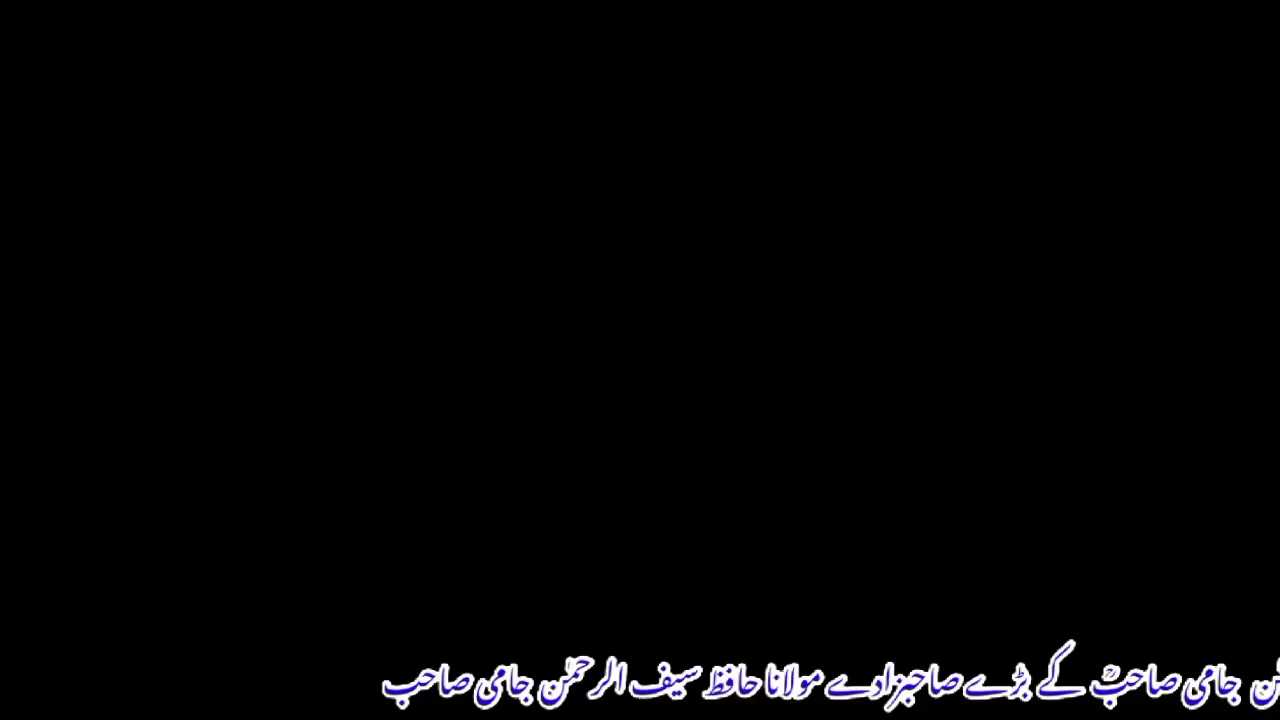 جامی صاحبؒ کے بڑے صاحبزادے مولانا حافظ سیف الرحمٰن جامی صاحب